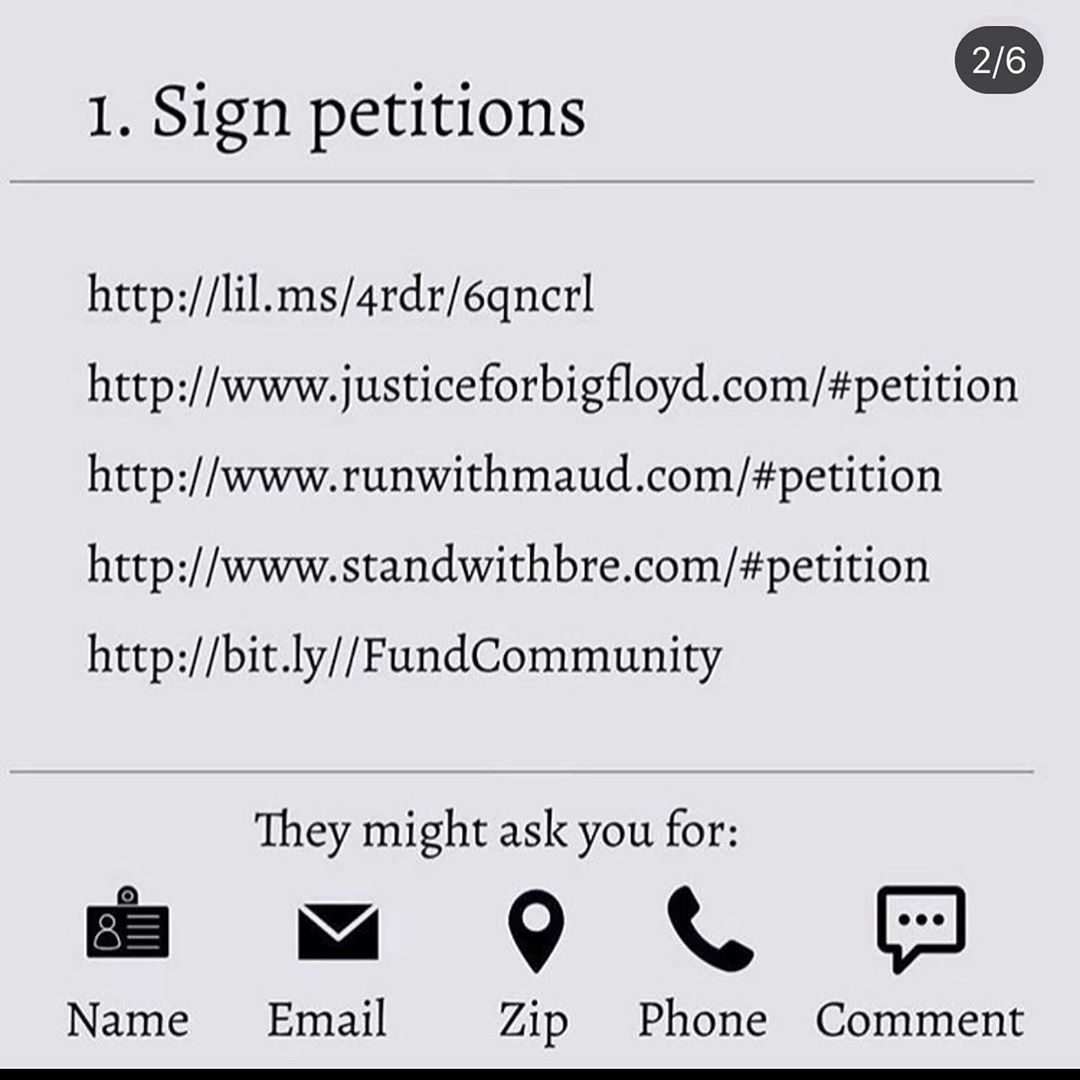 2/6
1. Sign petitions
http://lil.ms/4rdr/6qncrl
http://www.justiceforbigfloyd.com/#petition
http://www.runwithmaud.com/#petition
http://www.standwithbre.com/#petition
http://bit.ly//FundCommunity
They might ask you for:
Name Email Zip Phone Comment